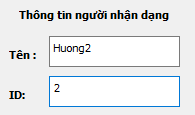 Thông tin người nhận dạng
Tên : Huong2
ID: 2